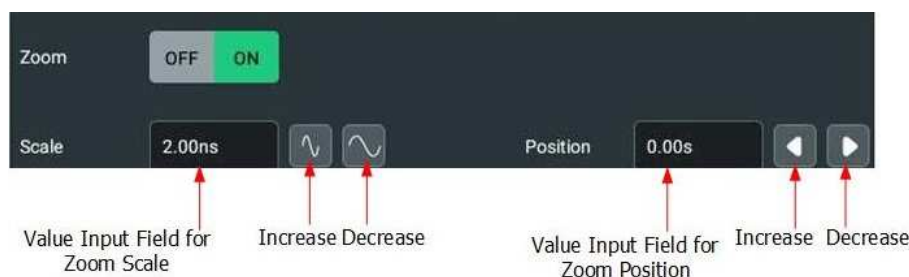 Zoom OFF ON
Scale 2.00ns Position 0.00s
Value Input Field for Zoom Scale
Increase Decrease
Value Input Field for Zoom Position
Increase Decrease